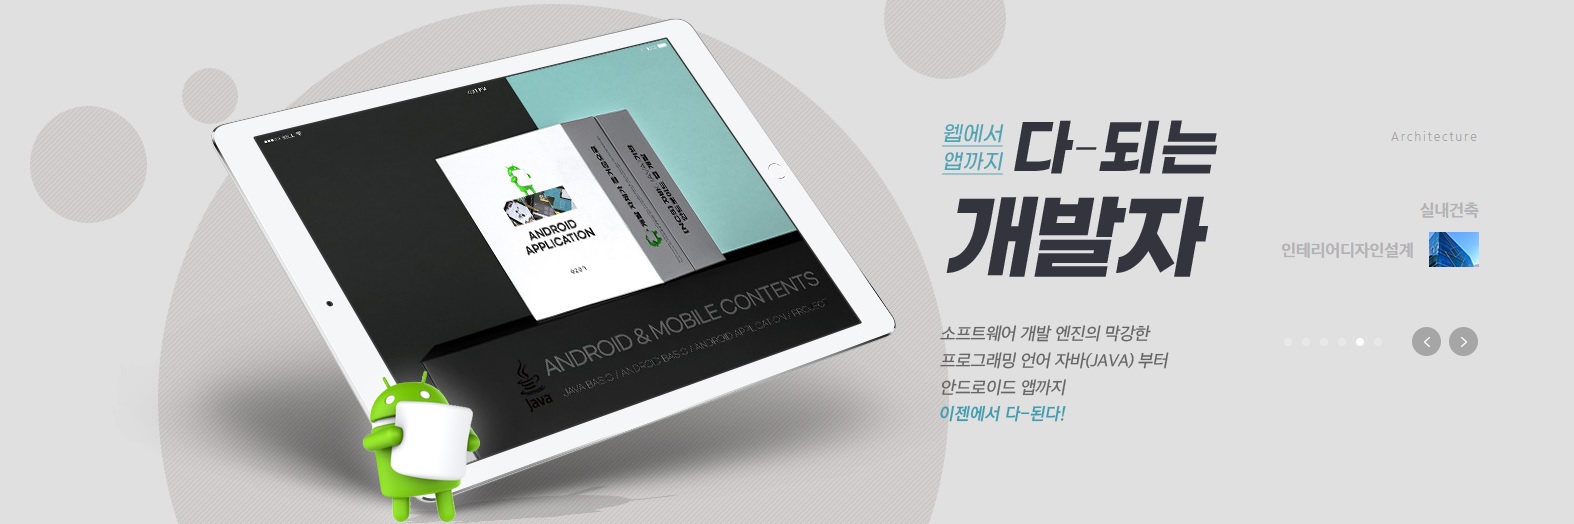 웹에서
앱까지
다-되는
개발자
소프트웨어 개발 엔진의 막강한
프로그래밍 언어 자바(JAVA) 부터
안드로이드 앱까지
이젠에서 다-된다!
Architecture
실내건축
인테리어디자인설계
ANDROID
APPLICATION
ANDROID & MOBILE CONTENTS
JAVA BASIC / ANDROID BASIC / ANDROID APPLICATION / PROJECT
Java